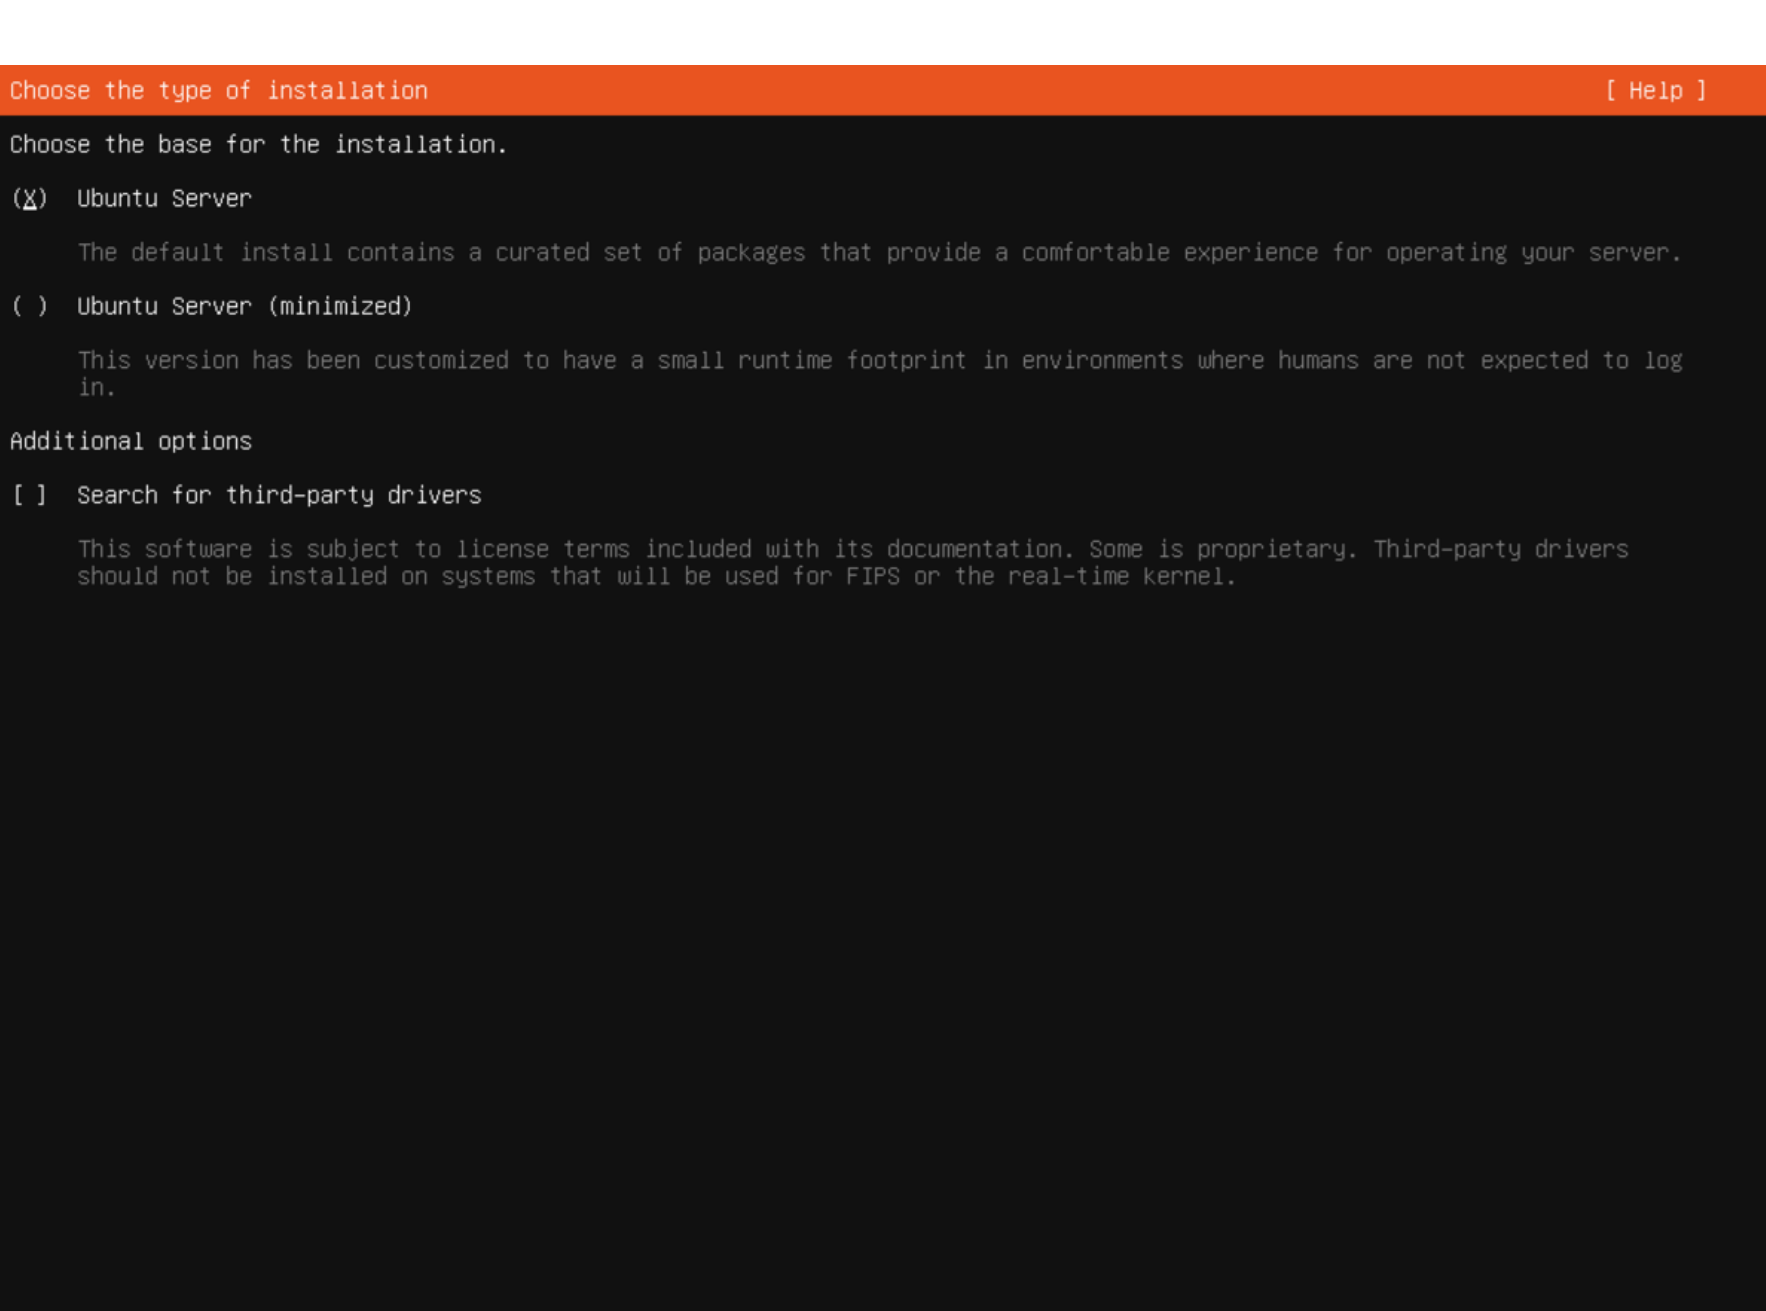 Choose the type of installation [ Help ]
Choose the base for the installation.
(X) Ubuntu Server
The default install contains a curated set of packages that provide a comfortable experience for operating your server.
( ) Ubuntu Server (minimized)
This version has been customized to have a small runtime footprint in environments where humans are not expected to log
in.
Additional options
[ ] Search for third-party drivers
This software is subject to license terms included with its documentation. Some is proprietary. Third-party drivers
should not be installed on systems that will be used for FIPS or the real-time kernel.